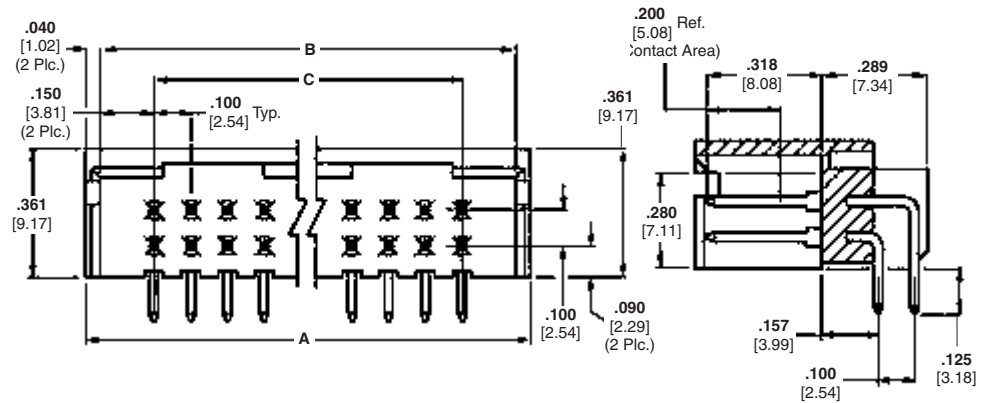 .040
[1.02]
(2 Plc.)
B
C
.150
[3.81]
(2 Plc.)
.100
[2.54] Typ.
.361
[9.17]
.361
[9.17]
A
.100
[2.54]
.090
[2.29]
(2 Plc.)
.200
[5.08] Ref.
Contact Area)
.318
[8.08]
.289
[7.34]
.280
[7.11]
.157
[3.99]
.100
[2.54]
.125
[3.18]